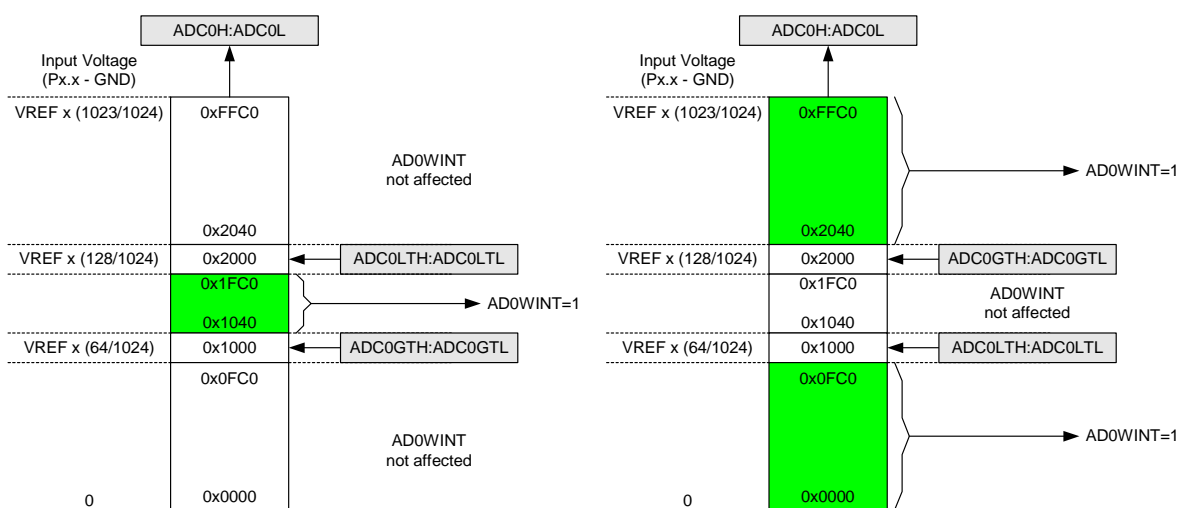 ADC0H:ADC0L
Input Voltage
(Px.x - GND)
VREF x (1023/1024)
0xFFC0
AD0WINT
not affected
0x2040
VREF x (128/1024)
0x2000
ADC0LTH:ADC0LTL
0x1FC0
AD0WINT=1
0x1040
VREF x (64/1024)
0x1000
ADC0GTH:ADC0GTL
0x0FC0
AD0WINT
not affected
0
0x0000
ADC0H:ADC0L
Input Voltage
(Px.x - GND)
VREF x (1023/1024)
0xFFC0
AD0WINT=1
0x2040
VREF x (128/1024)
0x2000
ADC0GTH:ADC0GTL
0x1FC0
AD0WINT
not affected
0x1040
VREF x (64/1024)
0x1000
ADC0LTH:ADC0LTL
0x0FC0
AD0WINT=1
0
0x0000